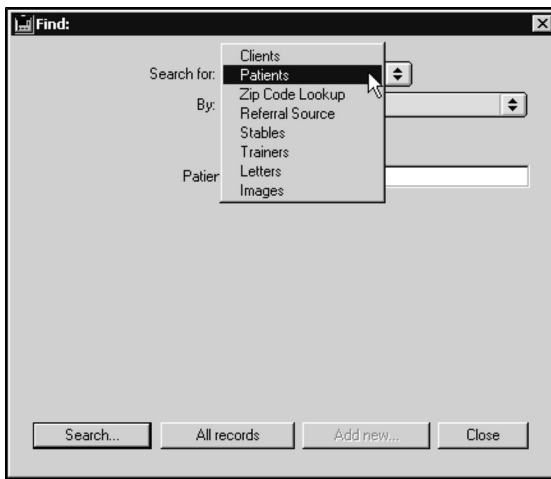 Find:
Search for:
Clients
Patients
Zip Code Lookup
Referral Source
Stables
Trainers
Letters
Images
By:
Patien
Search...
All records
Add new...
Close